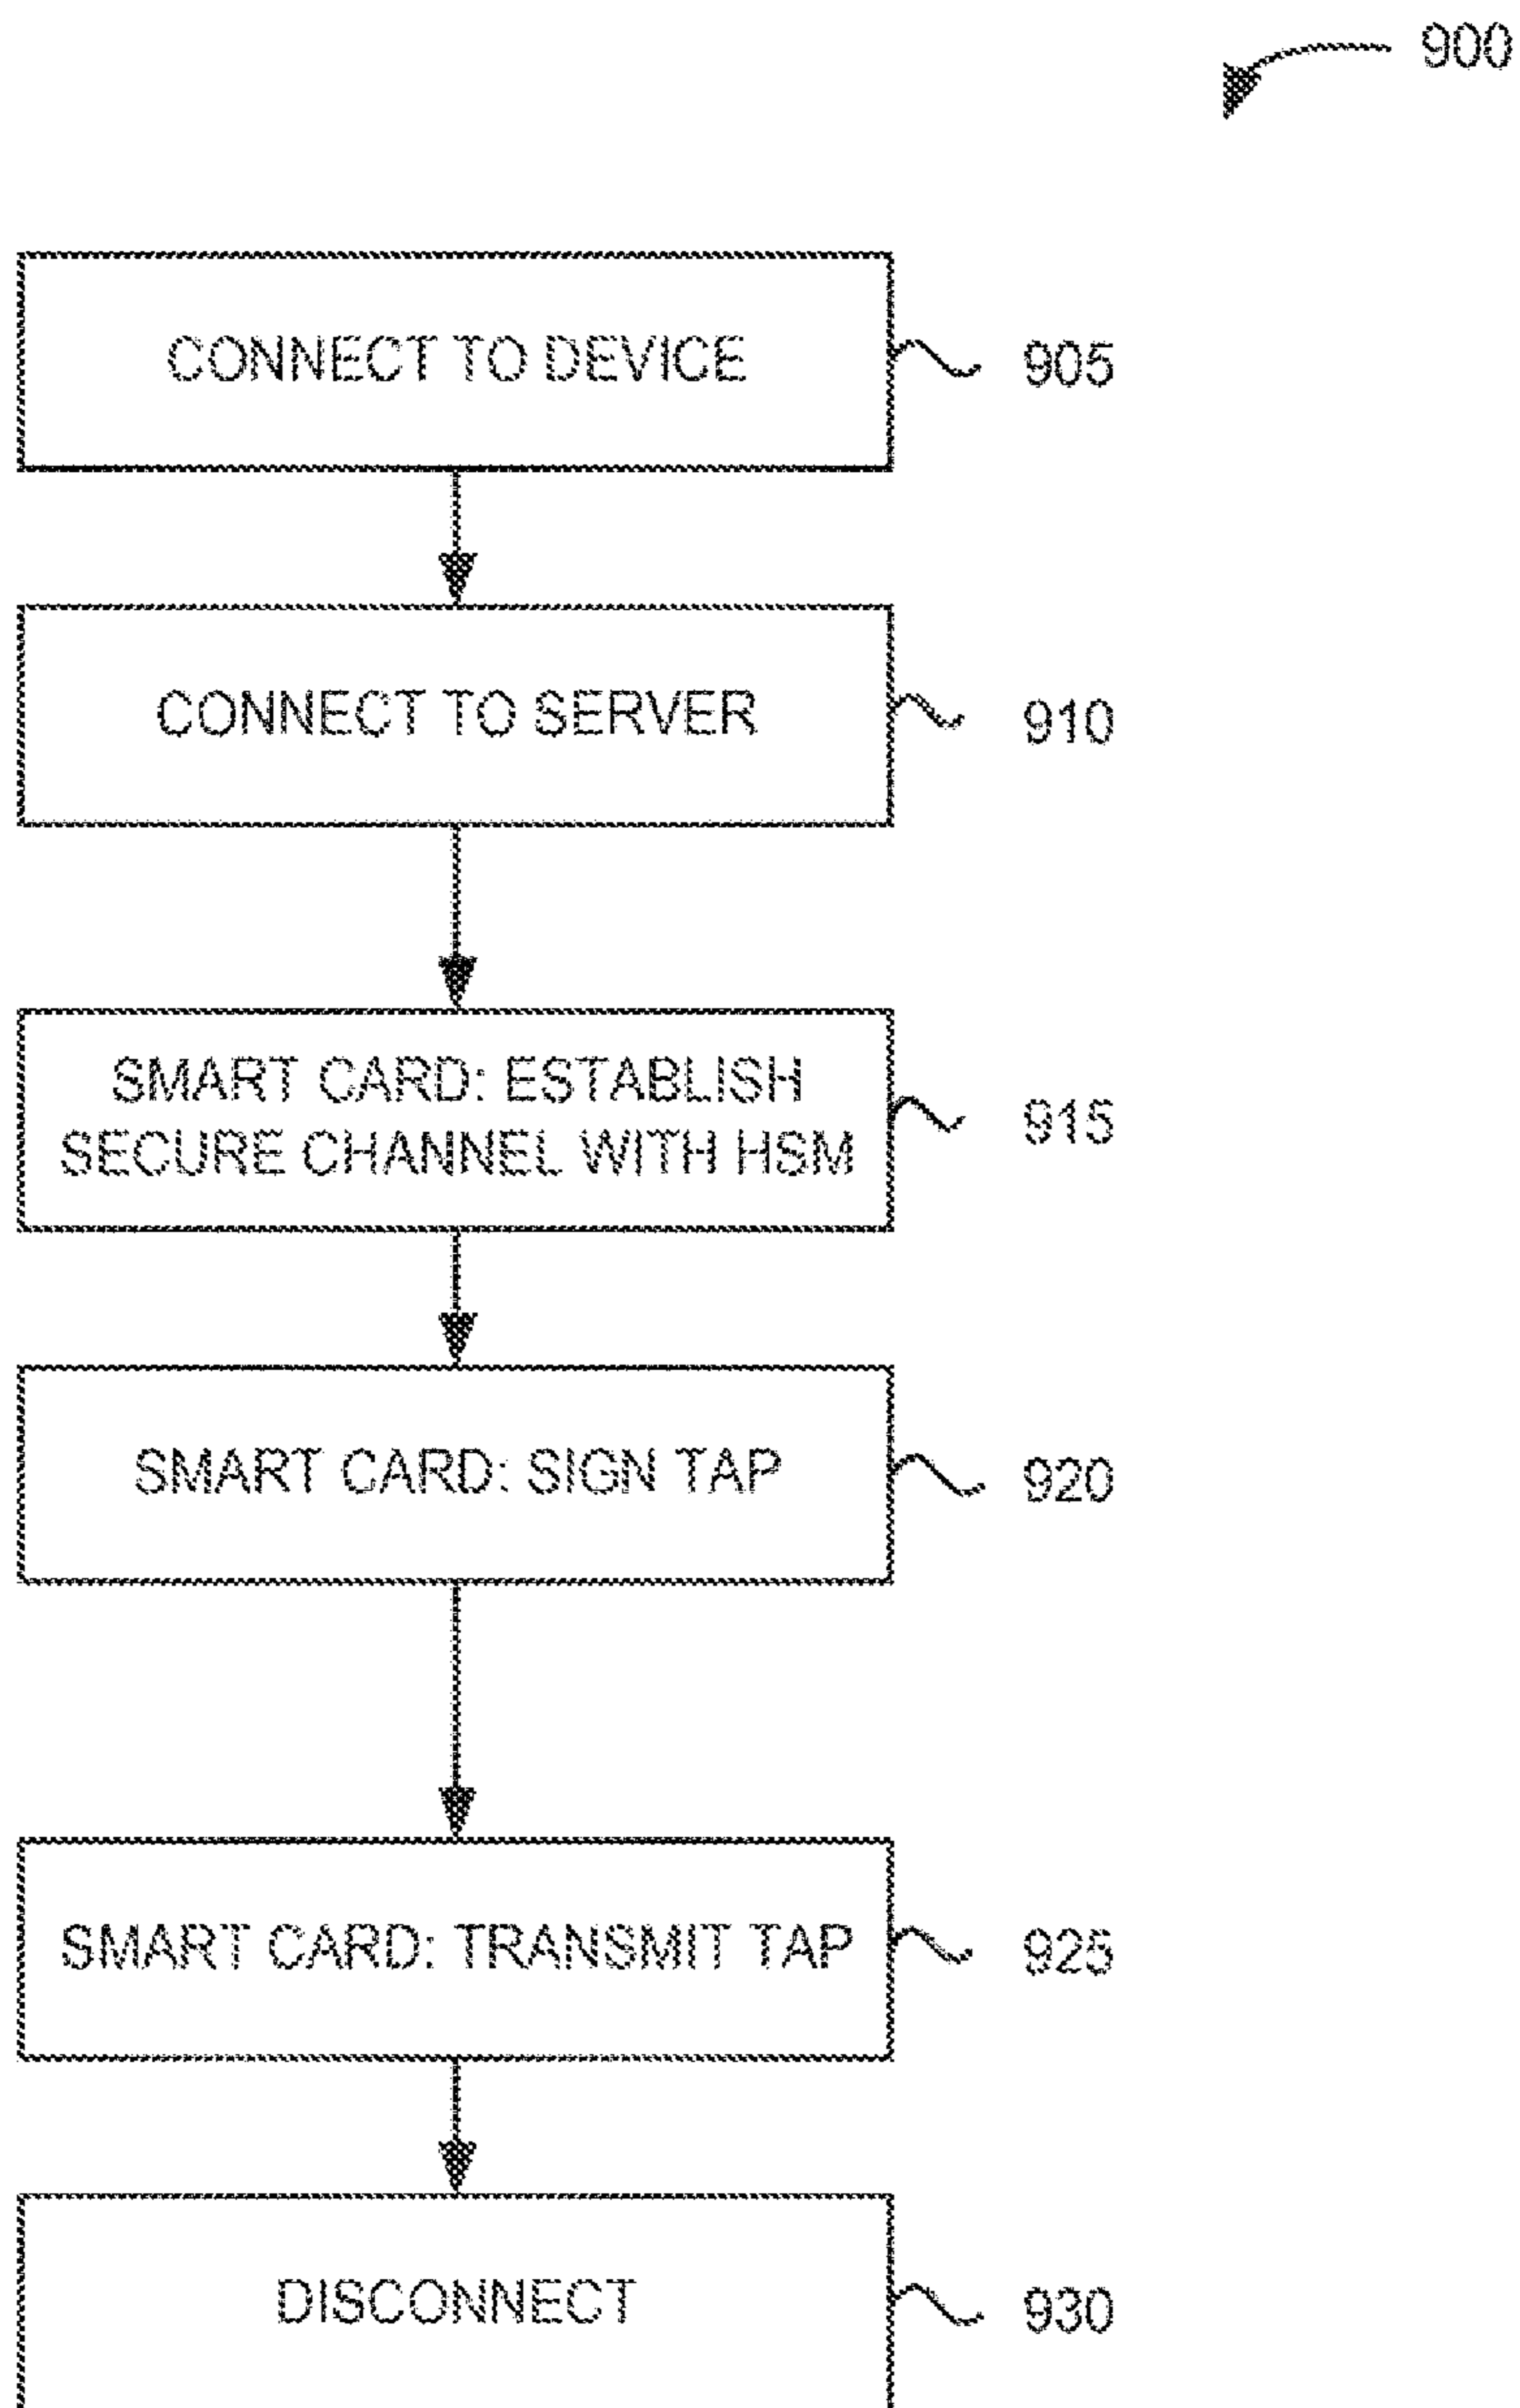 900
CONNECT TO DEVICE
905
CONNECT TO SERVER
910
SMART CARD: ESTABLISH
SECURE CHANNEL WITH HSM
915
SMART CARD: SIGN TAP
920
SMART CARD: TRANSMIT TAP
925
DISCONNECT
930